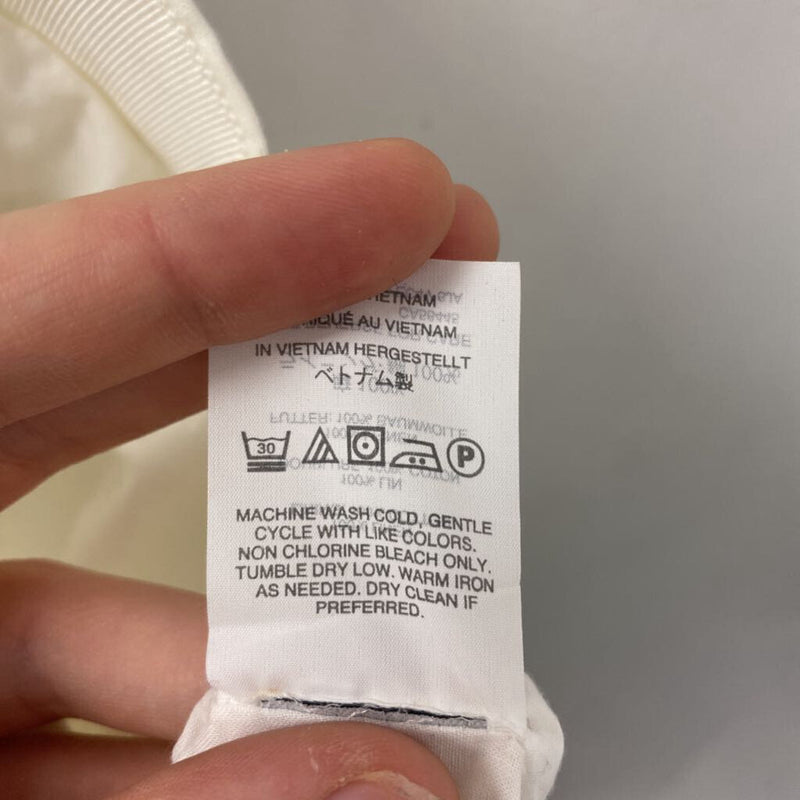 VIETNAM
AU VIETNAM
IN VIETNAM HERGESTELLT
ベトナム製
30 P
MACHINE WASH COLD, GENTLE
CYCLE WITH LIKE COLORS.
NON CHLORINE BLEACH ONLY.
TUMBLE DRY LOW. WARM IRON
AS NEEDED. DRY CLEAN IF
PREFERRED.